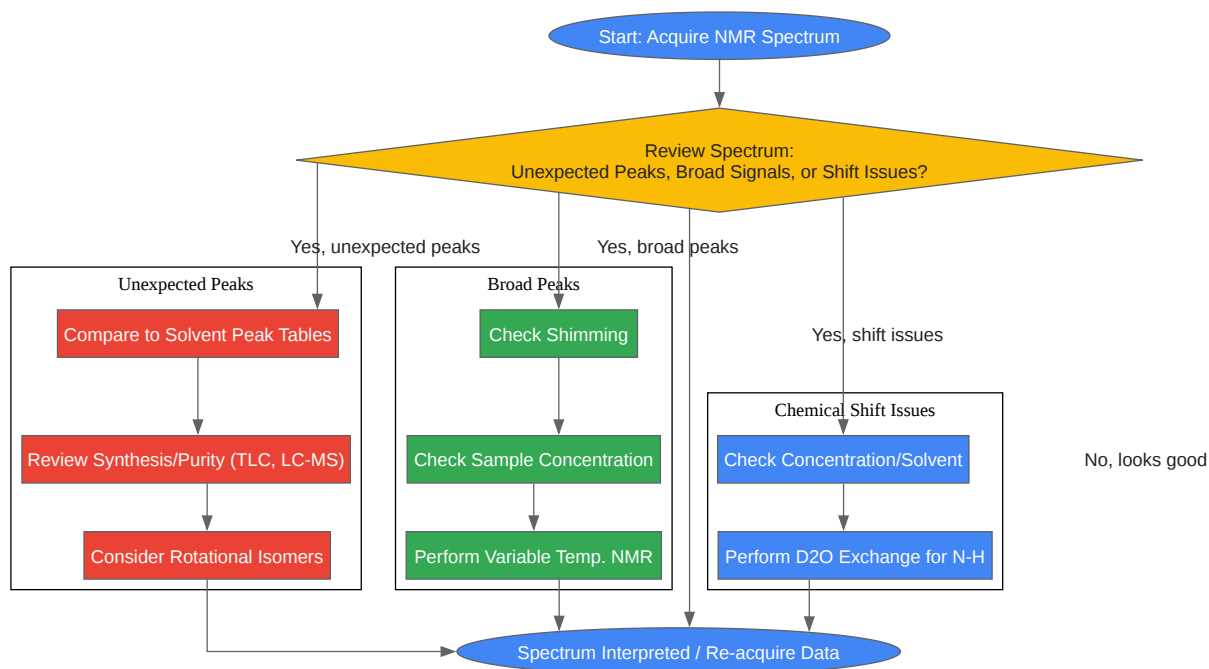 Start: Acquire NMR Spectrum
Review Spectrum:
Unexpected Peaks, Broad Signals, or Shift Issues?
Yes, unexpected peaks
Yes, broad peaks
Unexpected Peaks
Compare to Solvent Peak Tables
Review Synthesis/Purity (TLC, LC-MS)
Consider Rotational Isomers
Broad Peaks
Check Shimming
Check Sample Concentration
Perform Variable Temp. NMR
Yes, shift issues
Chemical Shift Issues
Check Concentration/Solvent
Perform D2O Exchange for N-H
No, looks good
Spectrum Interpreted / Re-acquire Data